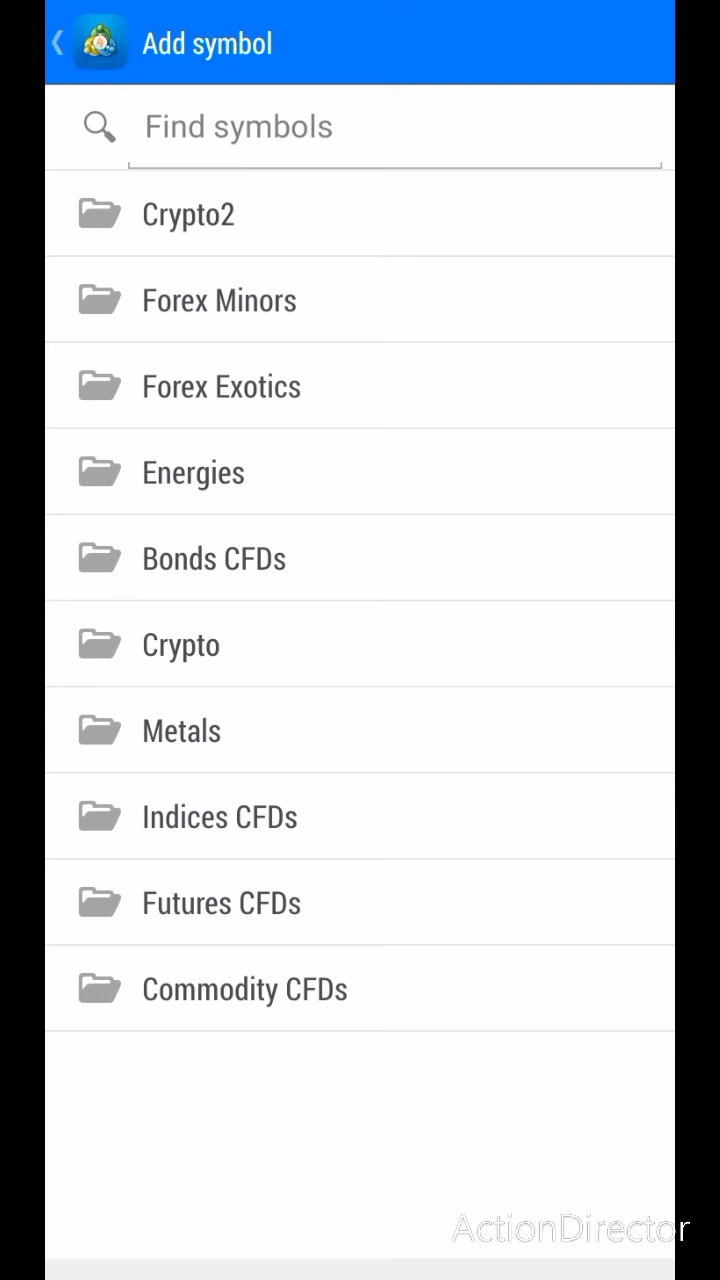 Add symbol
Find symbols
Crypto2
Forex Minors
Forex Exotics
Energies
Bonds CFDs
Crypto
Metals
Indices CFDs
Futures CFDs
Commodity CFDs
ActionDirector